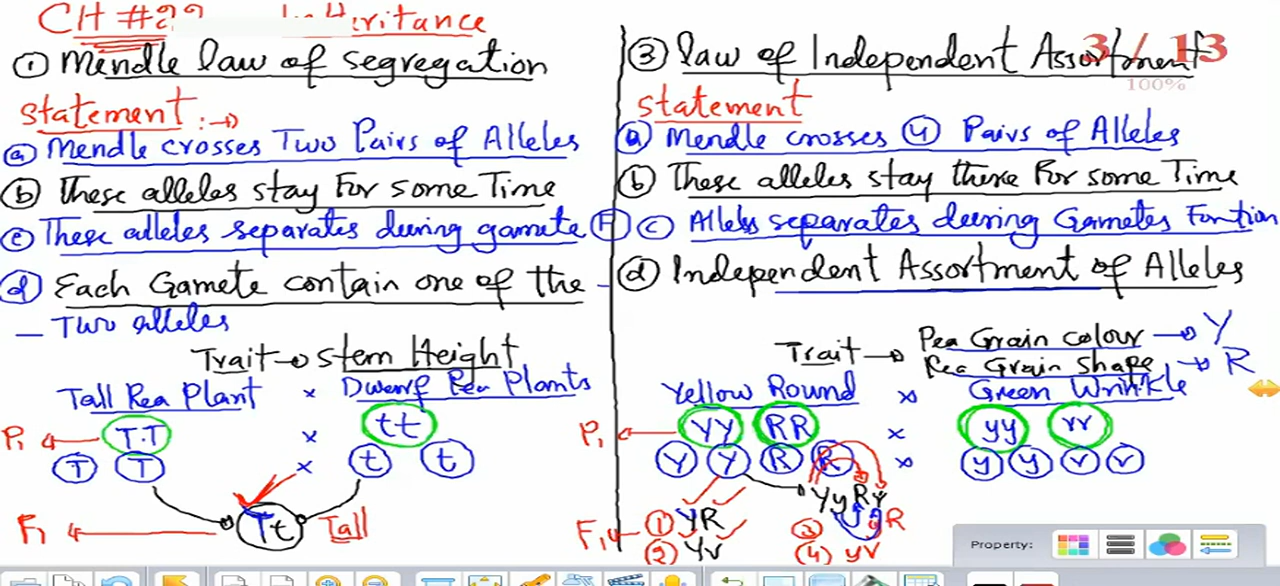 CH #22 Inheritance
① Mendle law of segregation
Statement :→
ⓐ Mendle crosses Two Pairs of Alleles
ⓑ These alleles stay For some Time
ⓒ These alleles separates during gamete F
ⓓ Each Gamete contain one of the –
– Two alleles
Trait → Stem Height
Tall Pea Plant × Dwarf Pea Plants
P₁ ← T.T × tt
T T × t t
F₁ ← Tt Tall
③ law of Independent Assortment
3 / 13
100%
Statement
ⓐ Mendle crosses ④ Pairs of Alleles
ⓑ These alleles stay there For some Time
ⓒ Alleles separates during Gametes Formtion
ⓓ Independent Assortment of Alleles
Trait → Pea Grain colour → Y
Pea Grain shape → R
Yellow Round × Green Wrinkle
P₁ ← YY RR × yy rr
Y Y R R × y y r r
YyRr
F₁ ← ① YR ③ yR
(2) Yr (4) yr
Property: